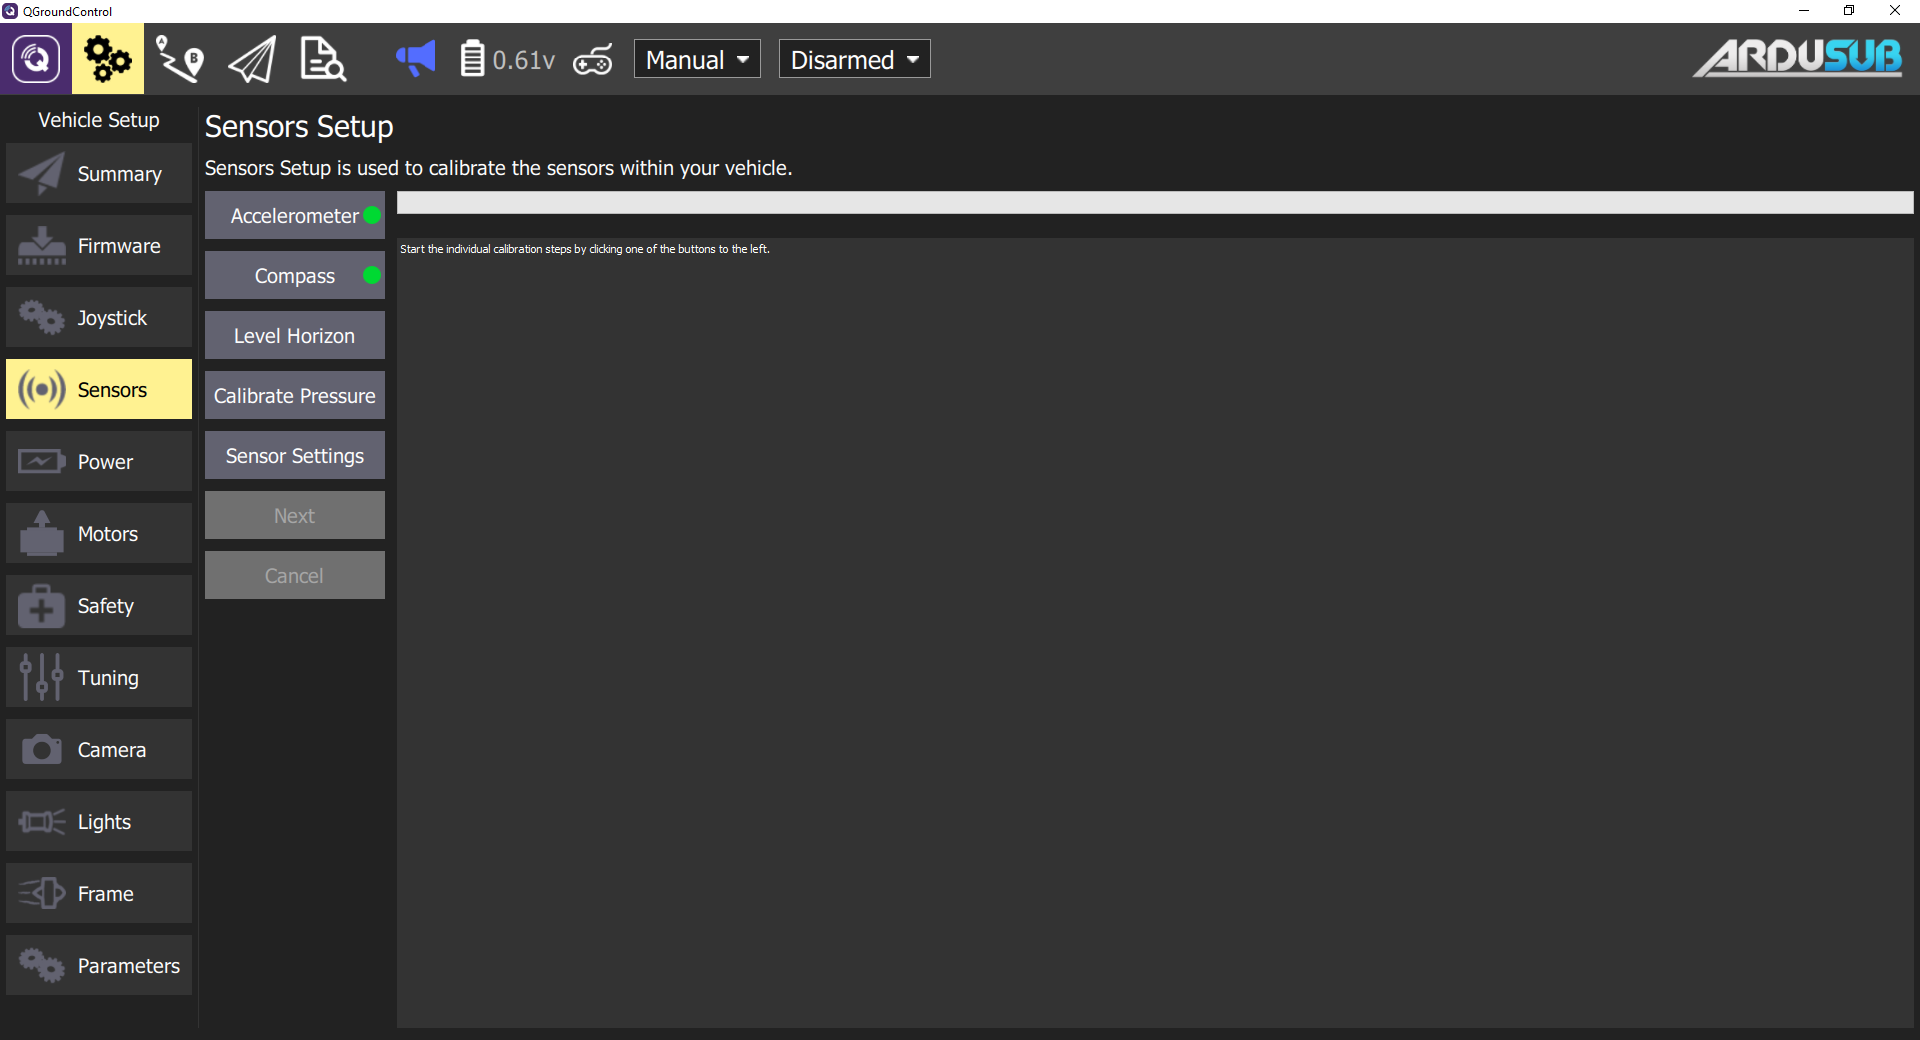 QGroundControl
0.61v
Manual
Disarmed
ARDUSUB
Vehicle Setup
Summary
Firmware
Joystick
Sensors
Power
Motors
Safety
Tuning
Camera
Lights
Frame
Parameters
Sensors Setup
Sensors Setup is used to calibrate the sensors within your vehicle.
Accelerometer
Compass
Level Horizon
Calibrate Pressure
Sensor Settings
Next
Cancel
Start the individual calibration steps by clicking one of the buttons to the left.